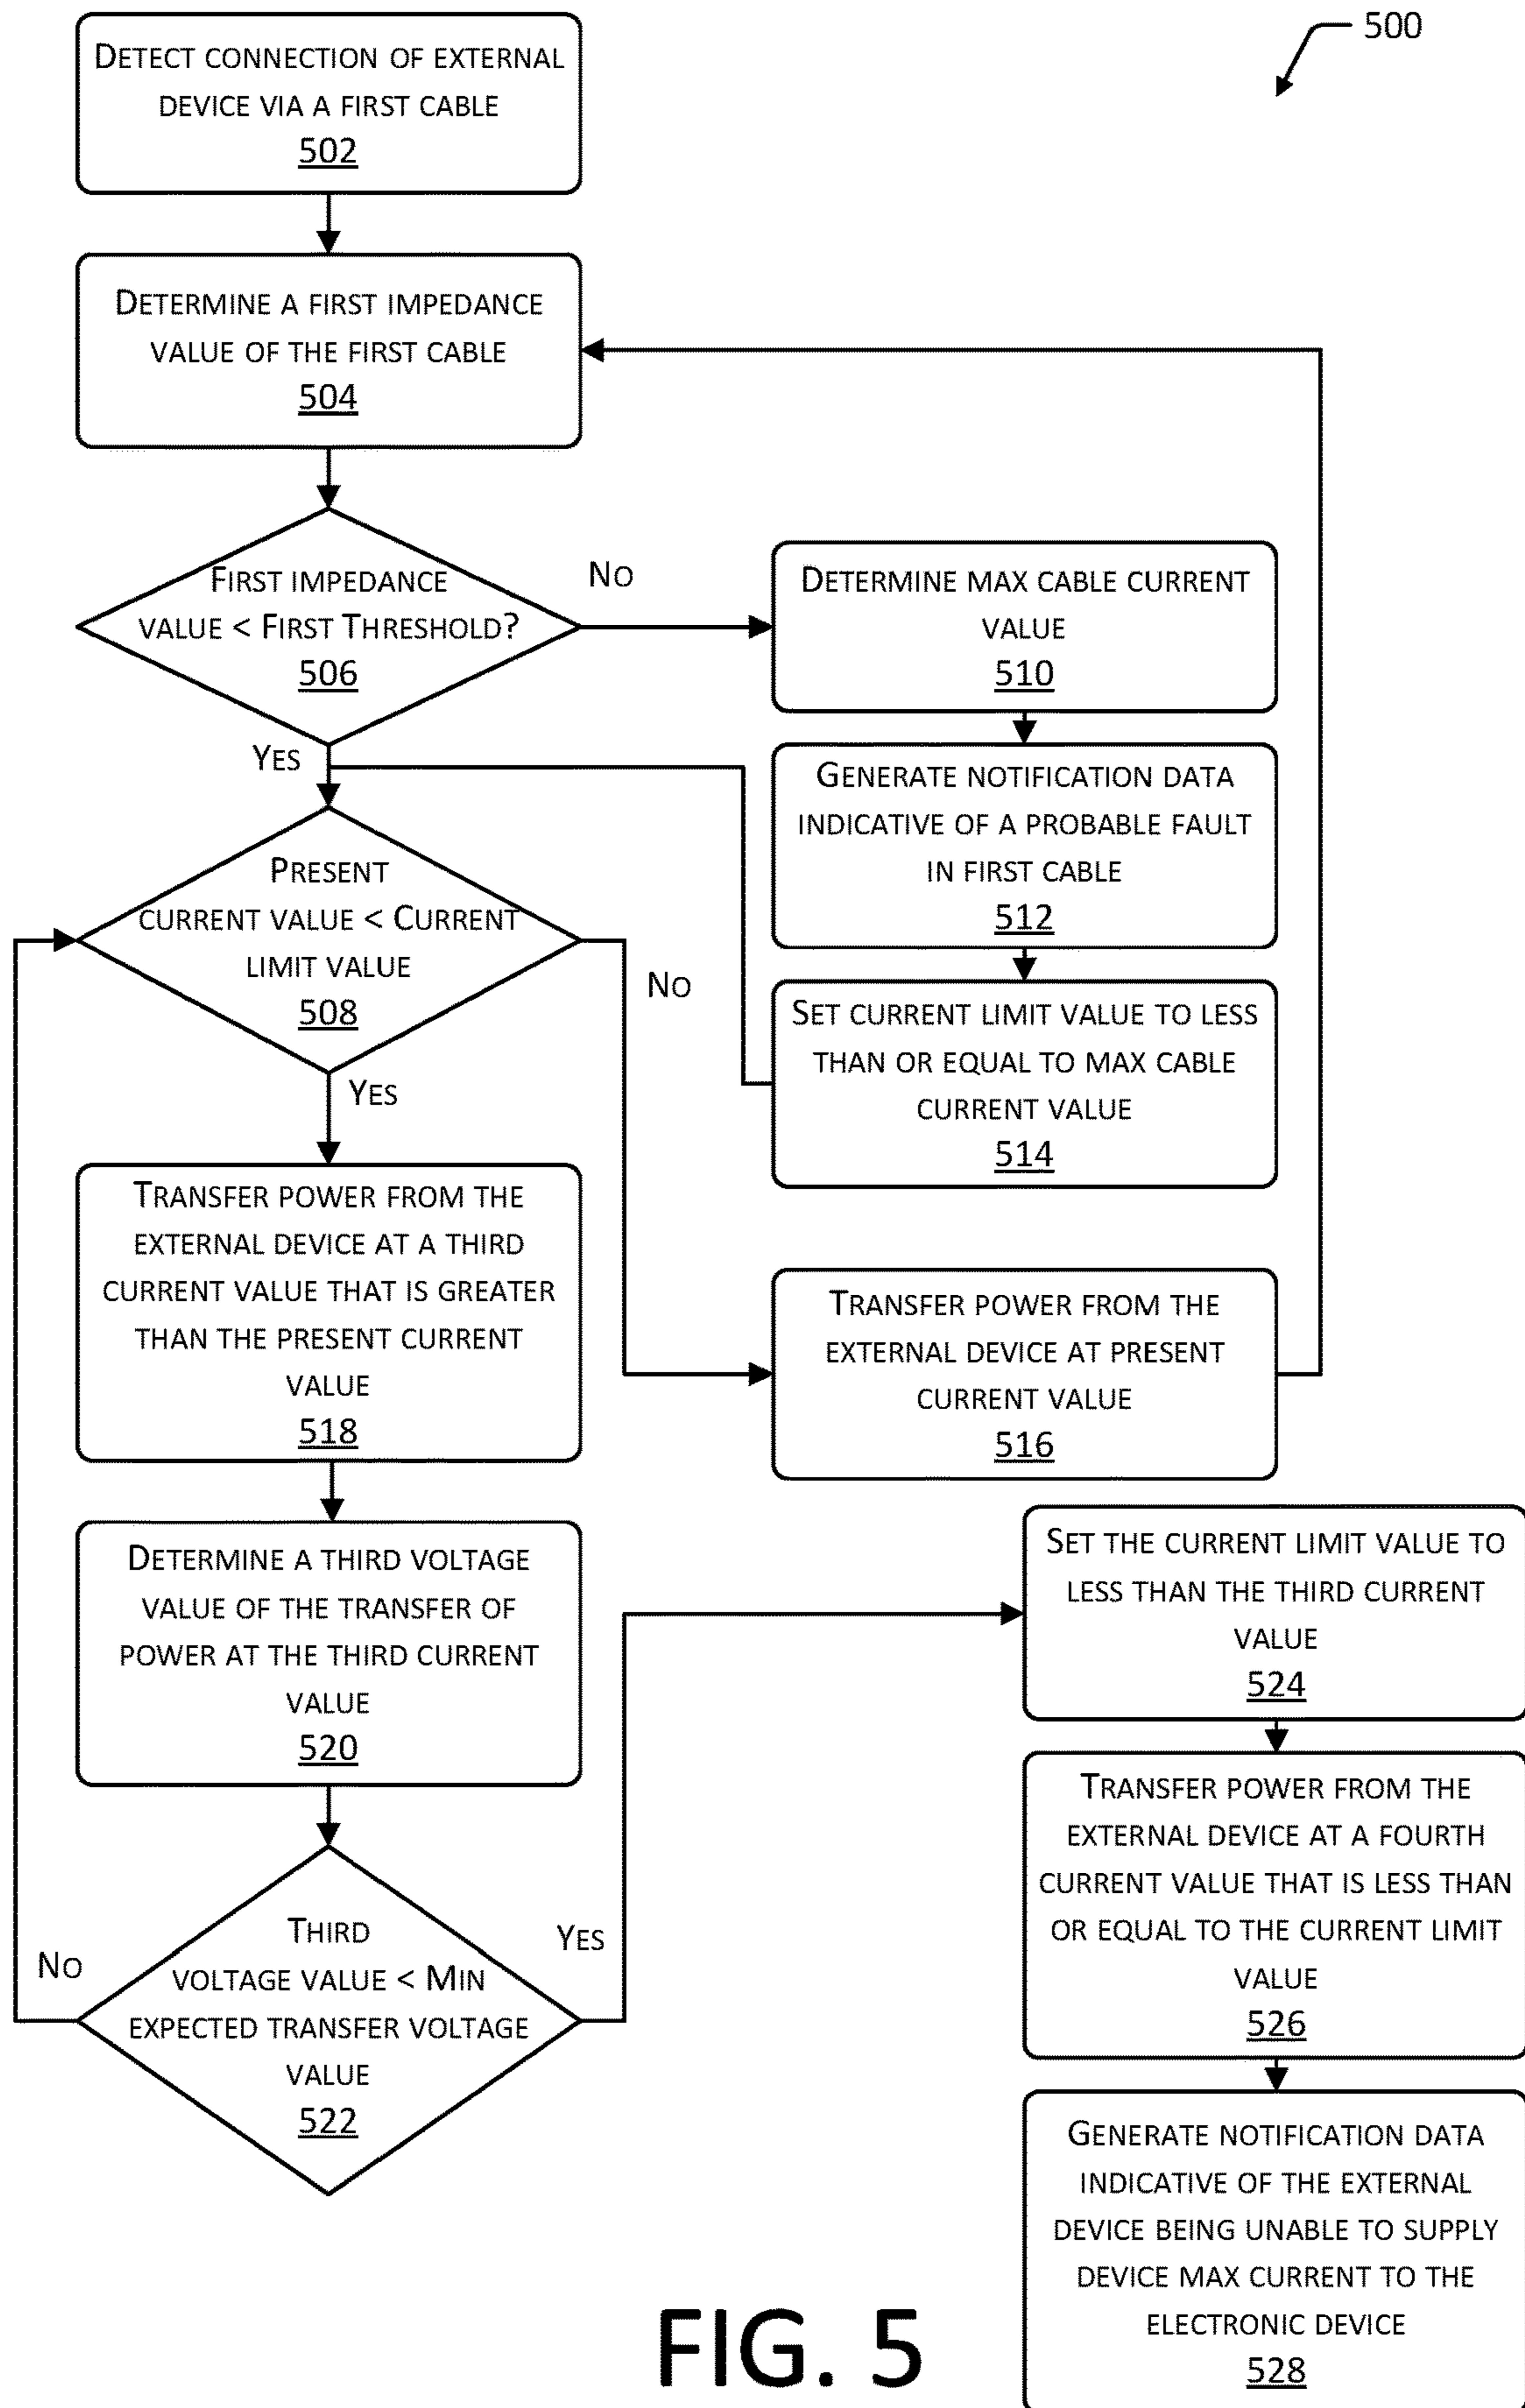 500
DETECT CONNECTION OF EXTERNAL
DEVICE VIA A FIRST CABLE
502
DETERMINE A FIRST IMPEDANCE
VALUE OF THE FIRST CABLE
504
FIRST IMPEDANCE
VALUE < FIRST THRESHOLD?
506
NO
YES
DETERMINE MAX CABLE CURRENT
VALUE
510
GENERATE NOTIFICATION DATA
INDICATIVE OF A PROBABLE FAULT
IN FIRST CABLE
512
SET CURRENT LIMIT VALUE TO LESS
THAN OR EQUAL TO MAX CABLE
CURRENT VALUE
514
PRESENT
CURRENT VALUE < CURRENT
LIMIT VALUE
508
NO
YES
TRANSFER POWER FROM THE
EXTERNAL DEVICE AT PRESENT
CURRENT VALUE
516
TRANSFER POWER FROM THE
EXTERNAL DEVICE AT A THIRD
CURRENT VALUE THAT IS GREATER
THAN THE PRESENT CURRENT
VALUE
518
DETERMINE A THIRD VOLTAGE
VALUE OF THE TRANSFER OF
POWER AT THE THIRD CURRENT
VALUE
520
THIRD
VOLTAGE VALUE < MIN
EXPECTED TRANSFER VOLTAGE
VALUE
522
NO
YES
SET THE CURRENT LIMIT VALUE TO
LESS THAN THE THIRD CURRENT
VALUE
524
TRANSFER POWER FROM THE
EXTERNAL DEVICE AT A FOURTH
CURRENT VALUE THAT IS LESS THAN
OR EQUAL TO THE CURRENT LIMIT
VALUE
526
GENERATE NOTIFICATION DATA
INDICATIVE OF THE EXTERNAL
DEVICE BEING UNABLE TO SUPPLY
DEVICE MAX CURRENT TO THE
ELECTRONIC DEVICE
528
FIG. 5